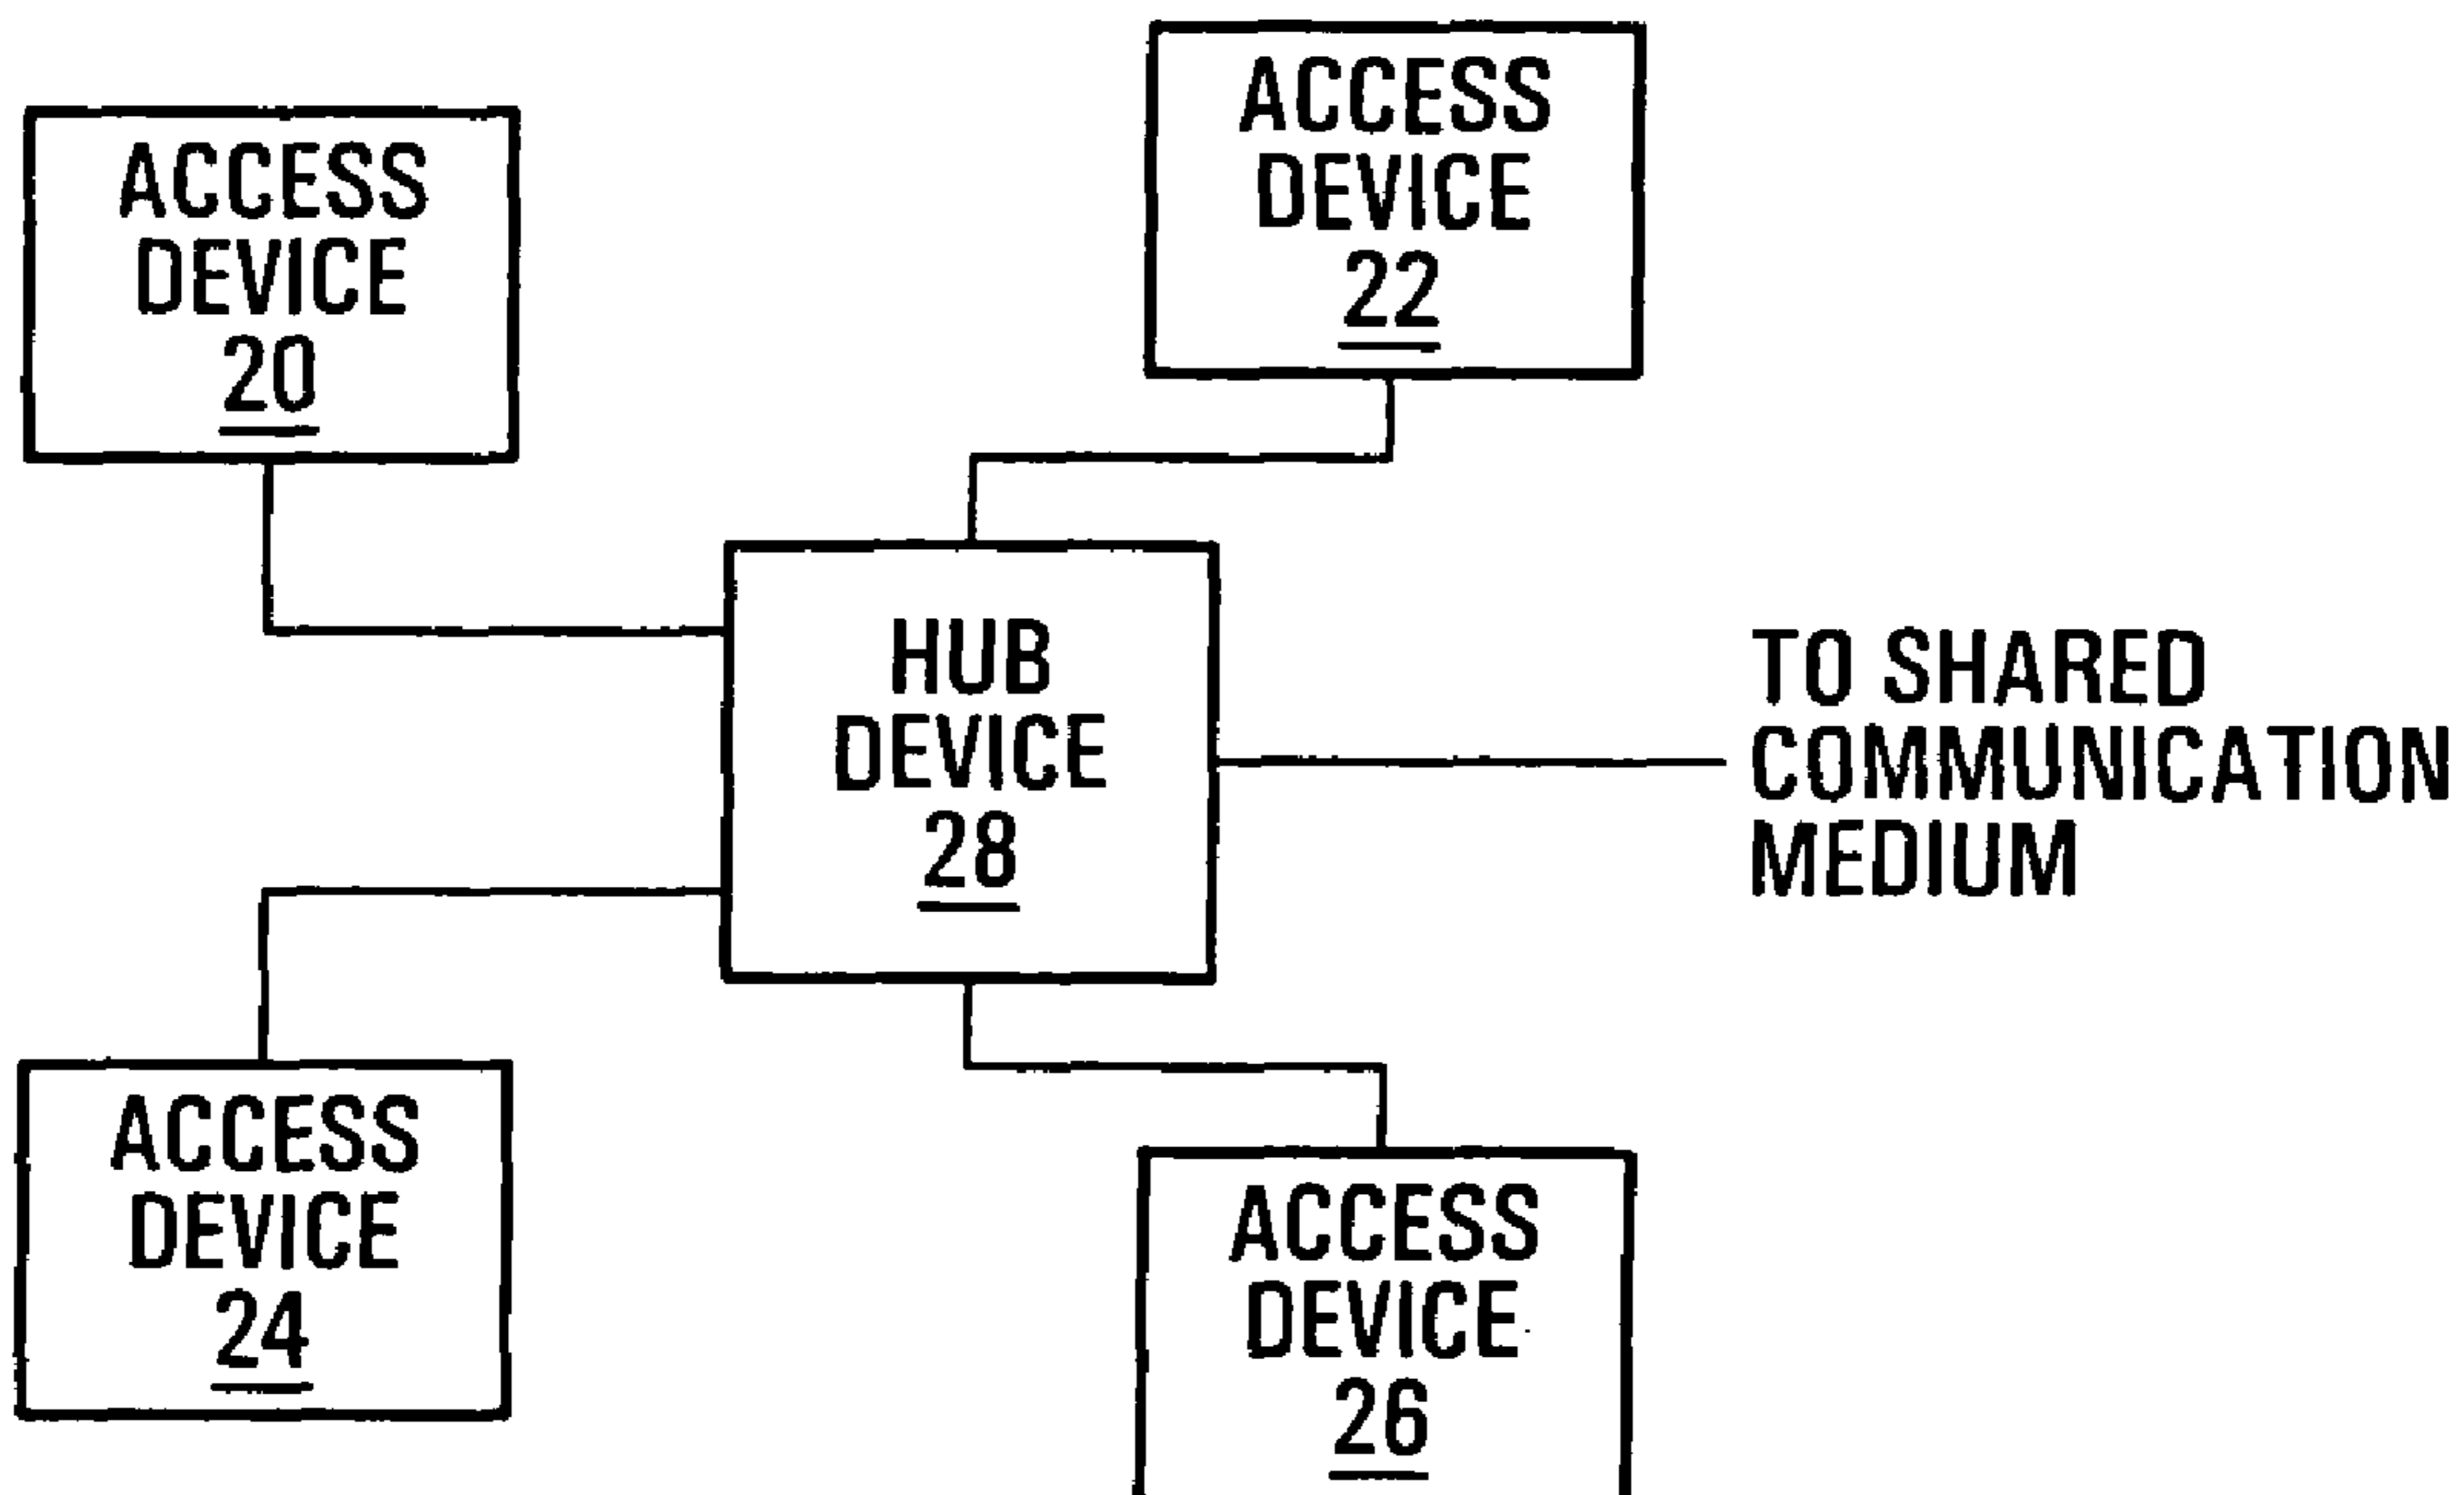 ACCESS
DEVICE
20
ACCESS
DEVICE
22
HUB
DEVICE
28
TO SHARED
COMMUNICATION
MEDIUM
ACCESS
DEVICE
24
ACCESS
DEVICE
26